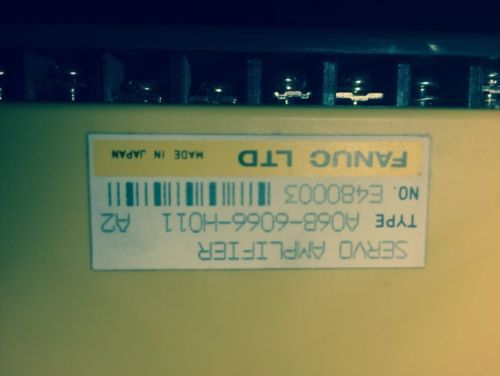 SERVO AMPLIFIER
TYPE A06B-6066-H011 A2
NO. E480003
FANUC LTD MADE IN JAPAN